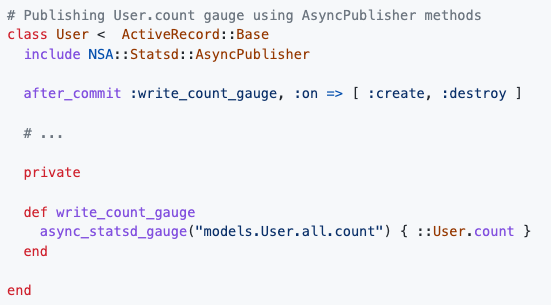 # Publishing User.count gauge using AsyncPublisher methods
class User <  ActiveRecord::Base
  include NSA::Statsd::AsyncPublisher

  after_commit :write_count_gauge, :on => [ :create, :destroy ]

  # ...

  private

  def write_count_gauge
    async_statsd_gauge("models.User.all.count") { ::User.count }
  end

end